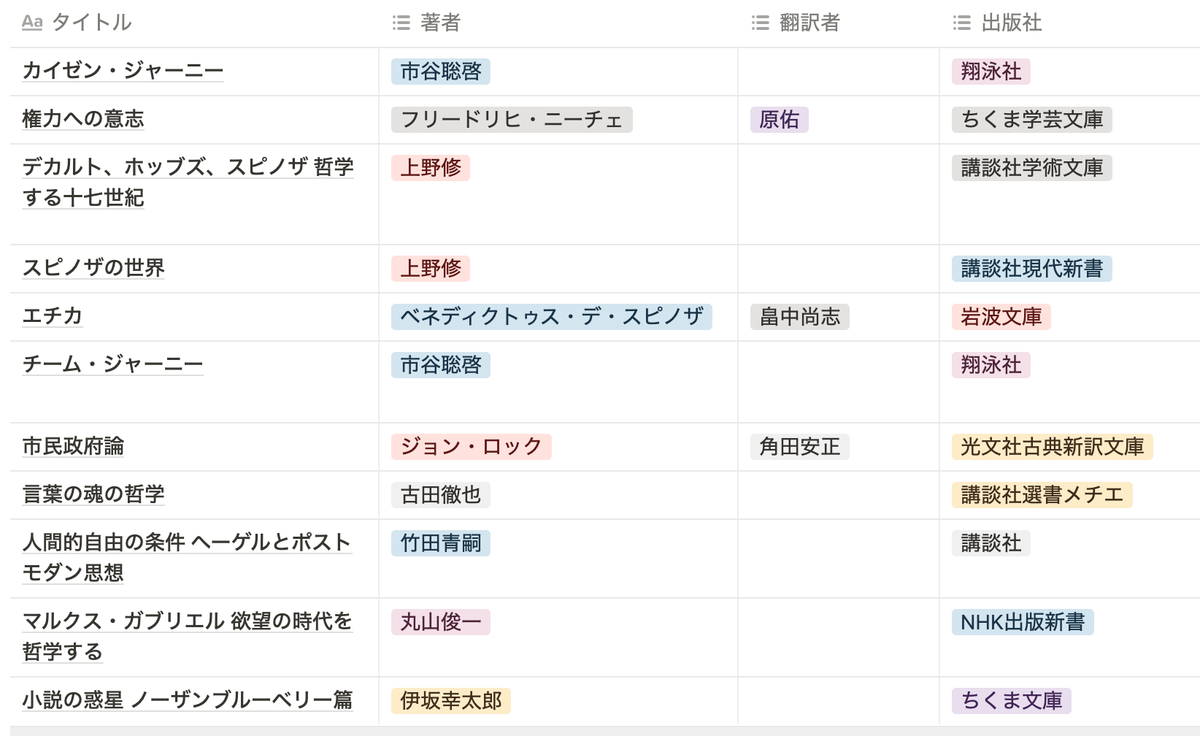 Aa タイトル 著者 翻訳者 出版社
カイゼン・ジャーニー 市谷聡啓 翔泳社
権力への意志 フリードリヒ・ニーチェ 原佑 ちくま学芸文庫
デカルト、ホッブズ、スピノザ 哲学 上野修 講談社学術文庫
する十七世紀
スピノザの世界 上野修 講談社現代新書
エチカ ベネディクトゥス・デ・スピノザ 畠中尚志 岩波文庫
チーム・ジャーニー 市谷聡啓 翔泳社
市民政府論 ジョン・ロック 角田安正 光文社古典新訳文庫
言葉の魂の哲学 古田徹也 講談社選書メチエ
人間的自由の条件 ヘーゲルとポスト 竹田青嗣 講談社
モダン思想
マルクス・ガブリエル 欲望の時代を 丸山俊一 NHK出版新書
哲学する
小説の惑星 ノーザンブルーベリー篇 伊坂幸太郎 ちくま文庫